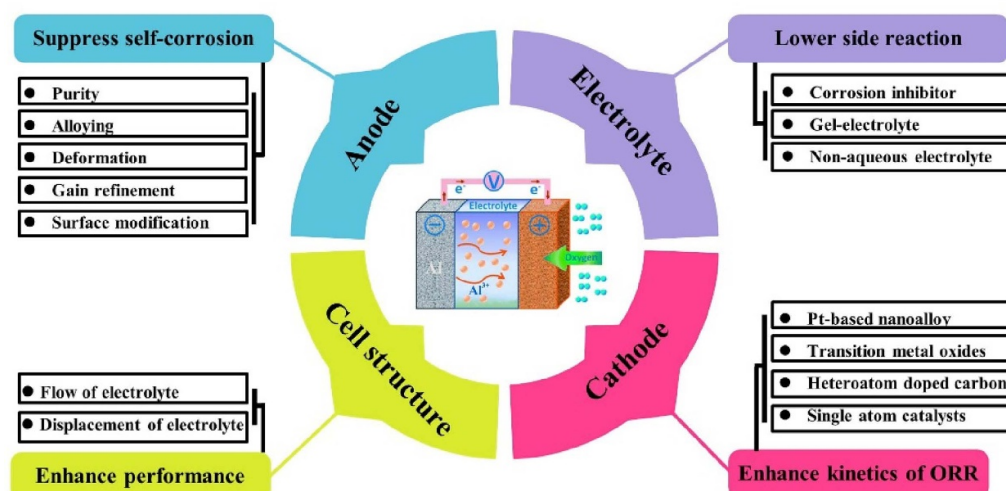 Suppress self-corrosion
Purity
Alloying
Deformation
Gain refinement
Surface modification
Anode
Electrolyte
Lower side reaction
Corrosion inhibitor
Gel-electrolyte
Non-aqueous electrolyte
e⁻ V e⁻
Electrolyte
Al
Al³⁺
Oxygen
Cell structure
Flow of electrolyte
Displacement of electrolyte
Enhance performance
Cathode
Pt-based nanoalloy
Transition metal oxides
Heteroatom doped carbon
Single atom catalysts
Enhance kinetics of ORR